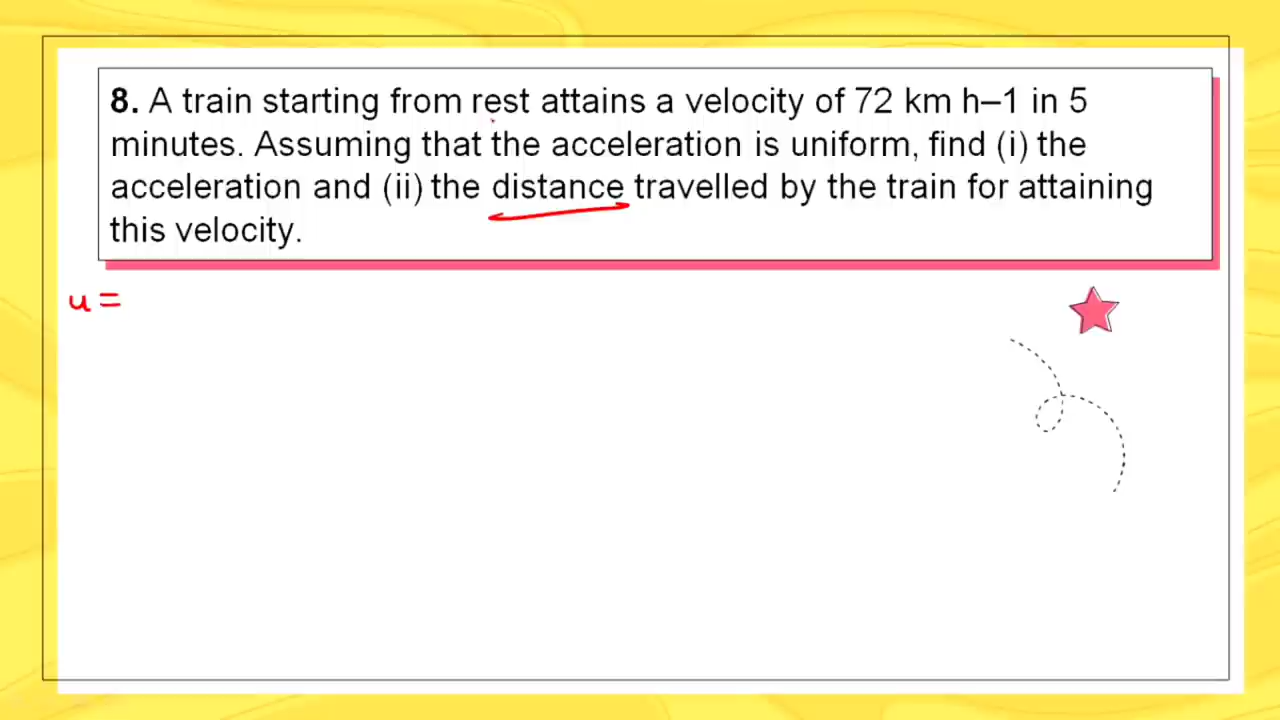 8. A train starting from rest attains a velocity of 72 km h–1 in 5
minutes. Assuming that the acceleration is uniform, find (i) the
acceleration and (ii) the distance travelled by the train for attaining
this velocity.
u =